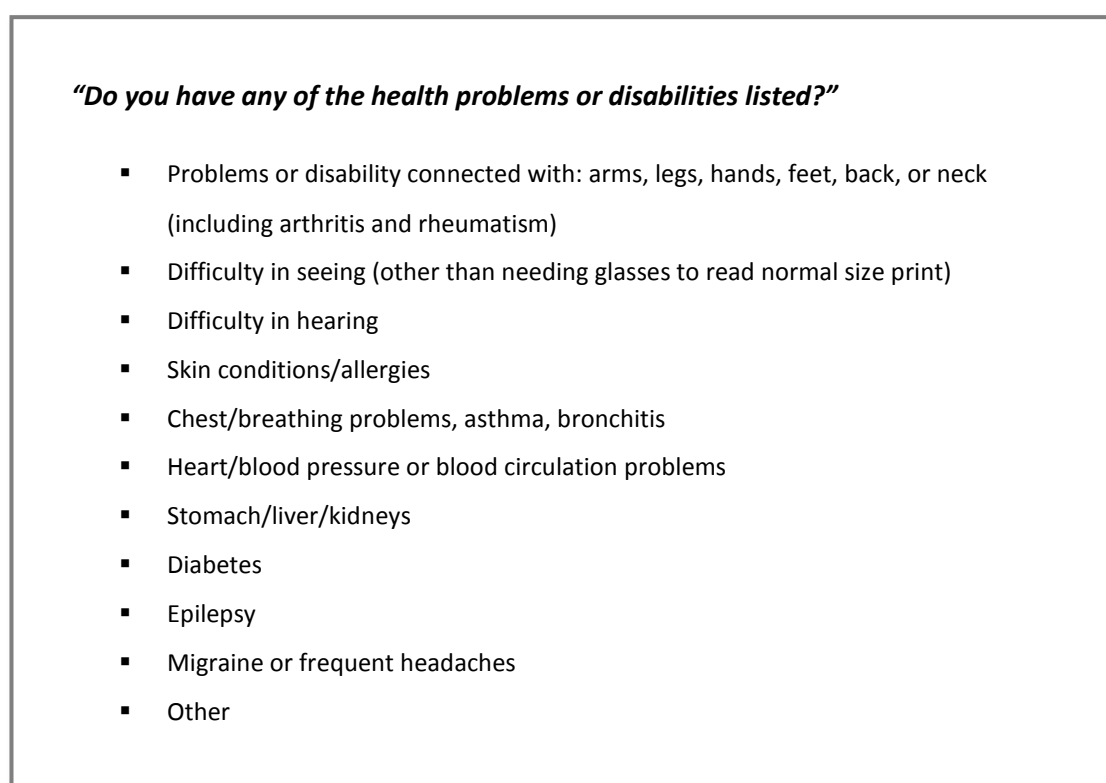 “Do you have any of the health problems or disabilities listed?”
▪ Problems or disability connected with: arms, legs, hands, feet, back, or neck
(including arthritis and rheumatism)
▪ Difficulty in seeing (other than needing glasses to read normal size print)
▪ Difficulty in hearing
▪ Skin conditions/allergies
▪ Chest/breathing problems, asthma, bronchitis
▪ Heart/blood pressure or blood circulation problems
▪ Stomach/liver/kidneys
▪ Diabetes
▪ Epilepsy
▪ Migraine or frequent headaches
▪ Other